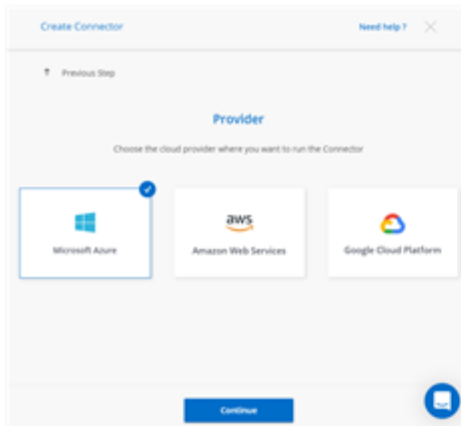 Create Connector
Need help ?
Previous Step
Provider
Choose the cloud provider where you want to run the Connector
Microsoft Azure
aws
Amazon Web Services
Google Cloud Platform
Continue